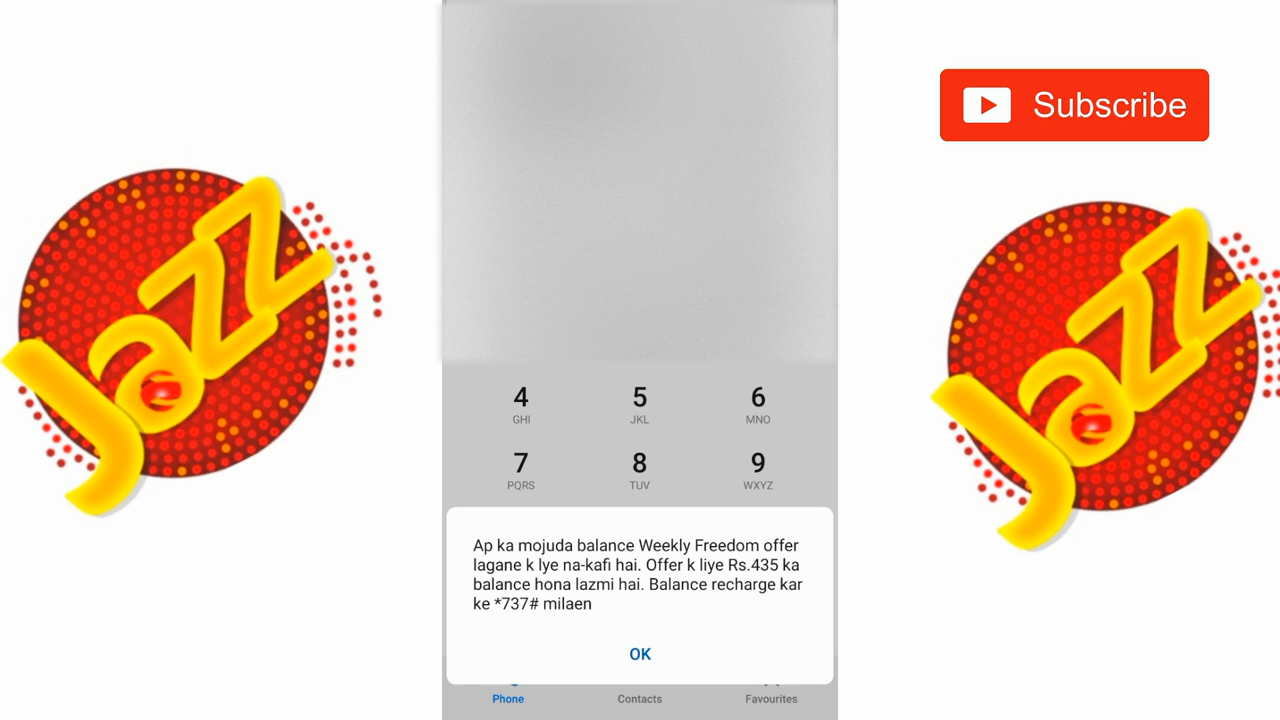 Jazz
Subscribe
Jazz
4
GHI
5
JKL
6
MNO
7
PQRS
8
TUV
9
WXYZ
Ap ka mojuda balance Weekly Freedom offer
lagane k lye na-kafi hai. Offer k liye Rs.435 ka
balance hona lazmi hai. Balance recharge kar
ke *737# milaen
OK
Phone
Contacts
Favourites